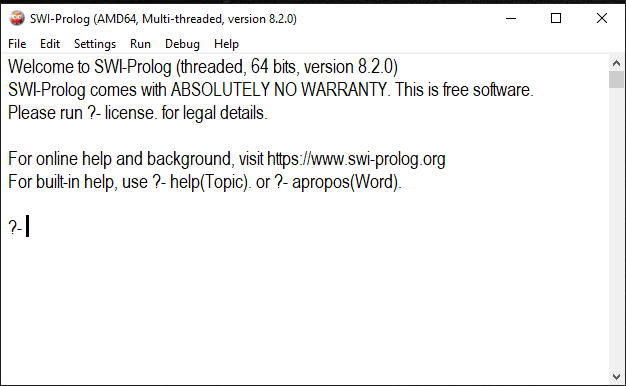 SWI-Prolog (AMD64, Multi-threaded, version 8.2.0)
File Edit Settings Run Debug Help
Welcome to SWI-Prolog (threaded, 64 bits, version 8.2.0)
SWI-Prolog comes with ABSOLUTELY NO WARRANTY. This is free software.
Please run ?- license. for legal details.
For online help and background, visit https://www.swi-prolog.org
For built-in help, use ?- help(Topic). or ?- apropos(Word).
?-